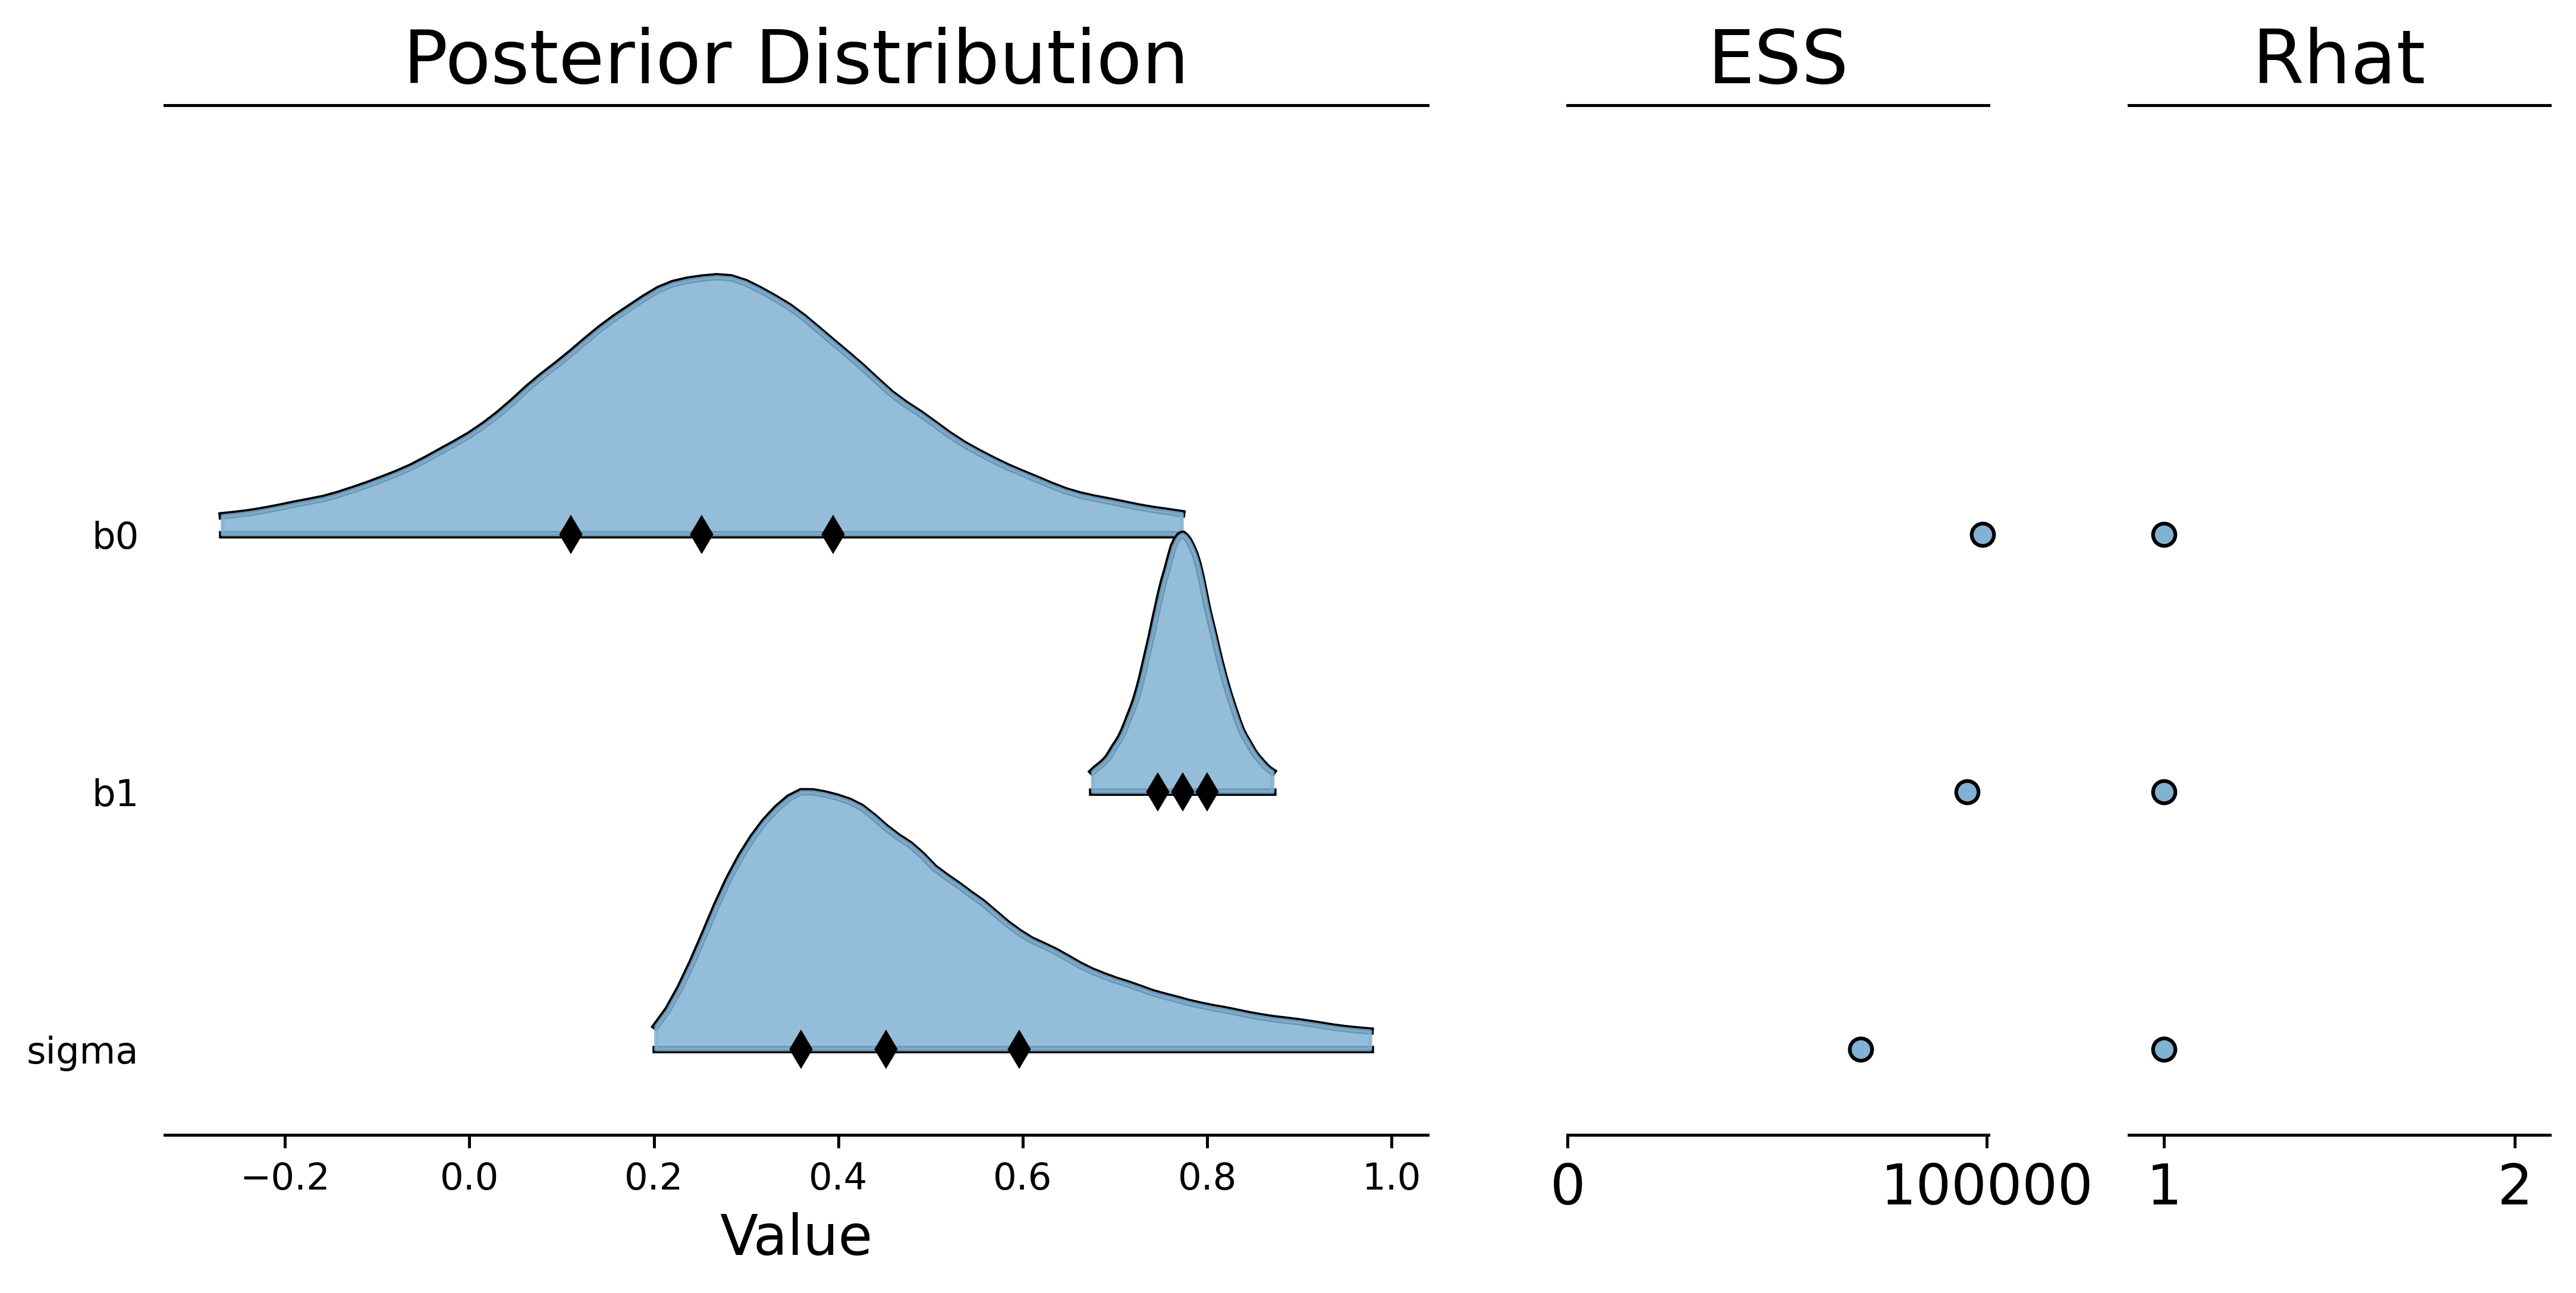 Posterior Distribution ESS Rhat
b0
b1
sigma
−0.2 0.0 0.2 0.4 0.6 0.8 1.0 0 100000 1 2
Value